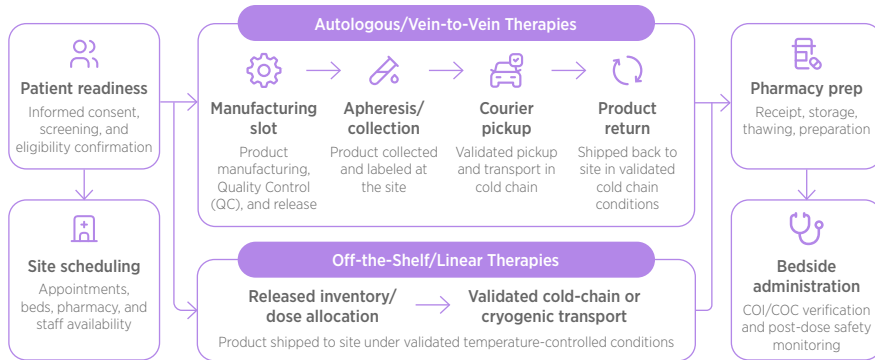 Patient readiness
Informed consent,
screening, and
eligibility confirmation
Site scheduling
Appointments,
beds, pharmacy, and
staff availability
Autologous/Vein-to-Vein Therapies
Manufacturing
slot
Product
manufacturing,
Quality Control
(QC), and release
Apheresis/
collection
Product collected
and labeled at
the site
Courier
pickup
Validated pickup
and transport in
cold chain
Product
return
Shipped back to
site in validated
cold chain
conditions
Off-the-Shelf/Linear Therapies
Released inventory/
dose allocation
Validated cold-chain or
cryogenic transport
Product shipped to site under validated temperature-controlled conditions
Pharmacy prep
Receipt, storage,
thawing, preparation
Bedside
administration
COI/COC verification
and post-dose safety
monitoring